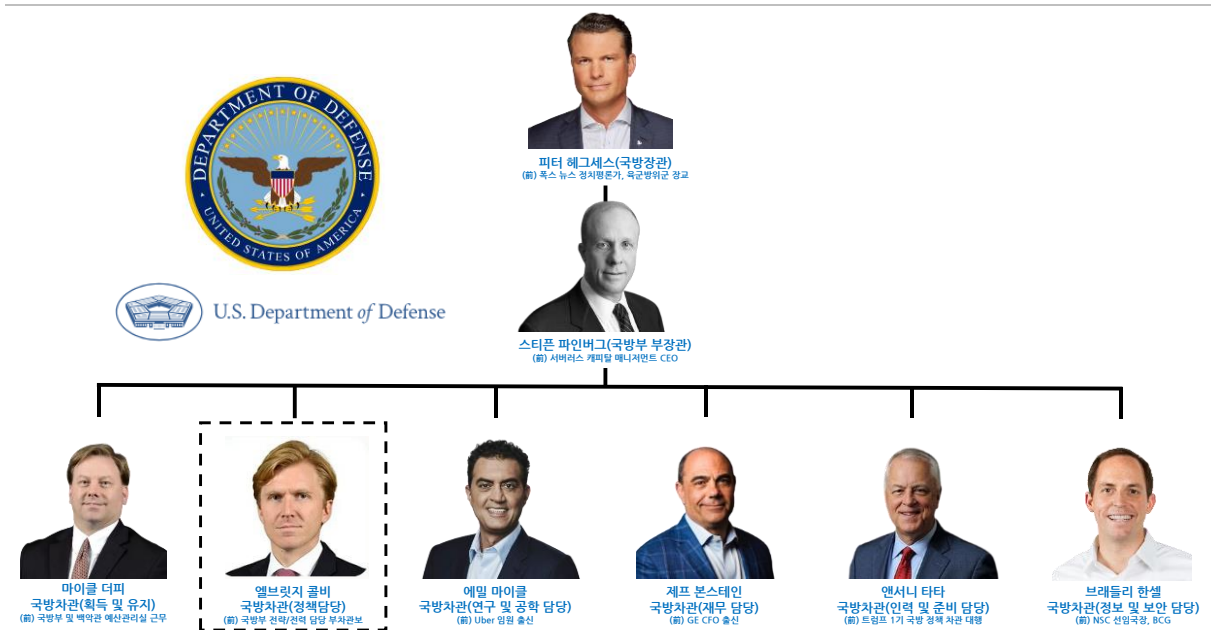 DEPARTMENT OF DEFENSE
UNITED STATES OF AMERICA
U.S. Department of Defense
피터 헤그세스(국방장관)
(前) 폭스 뉴스 정치평론가, 육군방위군 장교
스티픈 파인버그(국방부 부장관)
(前) 서버러스 캐피탈 매니저먼트 CEO
마이클 더피
국방차관(획득 및 유지)
(前) 국방부 및 백악관 예산관리실 근무
엘브릿지 콜비
국방차관(정책담당)
(前) 국방부 전략/전력 담당 부차관보
에밀 마이클
국방차관(연구 및 공학 담당)
(前) Uber 임원 출신
제프 본스테인
국방차관(재무 담당)
(前) GE CFO 출신
앤서니 타타
국방차관(인력 및 준비 담당)
(前) 트럼프 1기 국방 정책 차관 대행
브래들리 한셀
국방차관(정보 및 보안 담당)
(前) NSC 선임국장, BCG